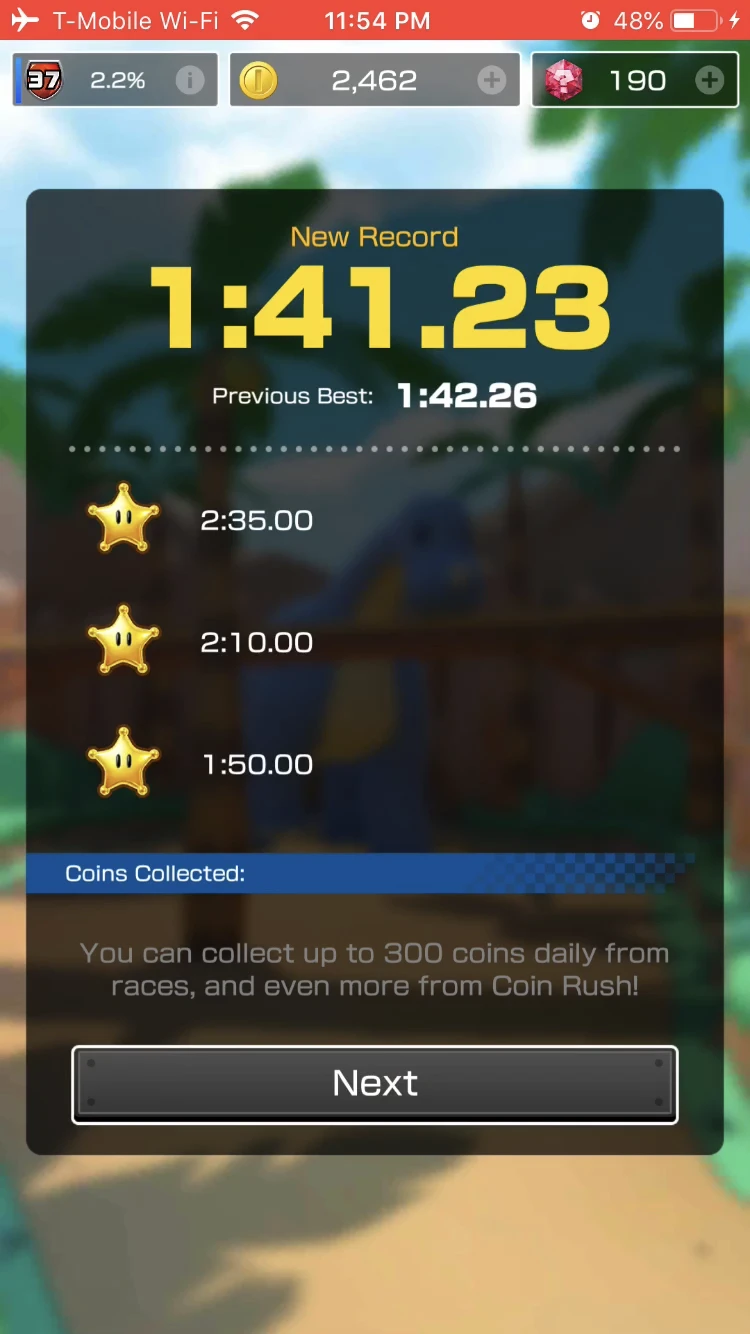 T-Mobile Wi-Fi 11:54 PM 48%
37 2.2% i 2,462 190
New Record
1:41.23
Previous Best: 1:42.26
2:35.00
2:10.00
1:50.00
Coins Collected:
You can collect up to 300 coins daily from
races, and even more from Coin Rush!
Next